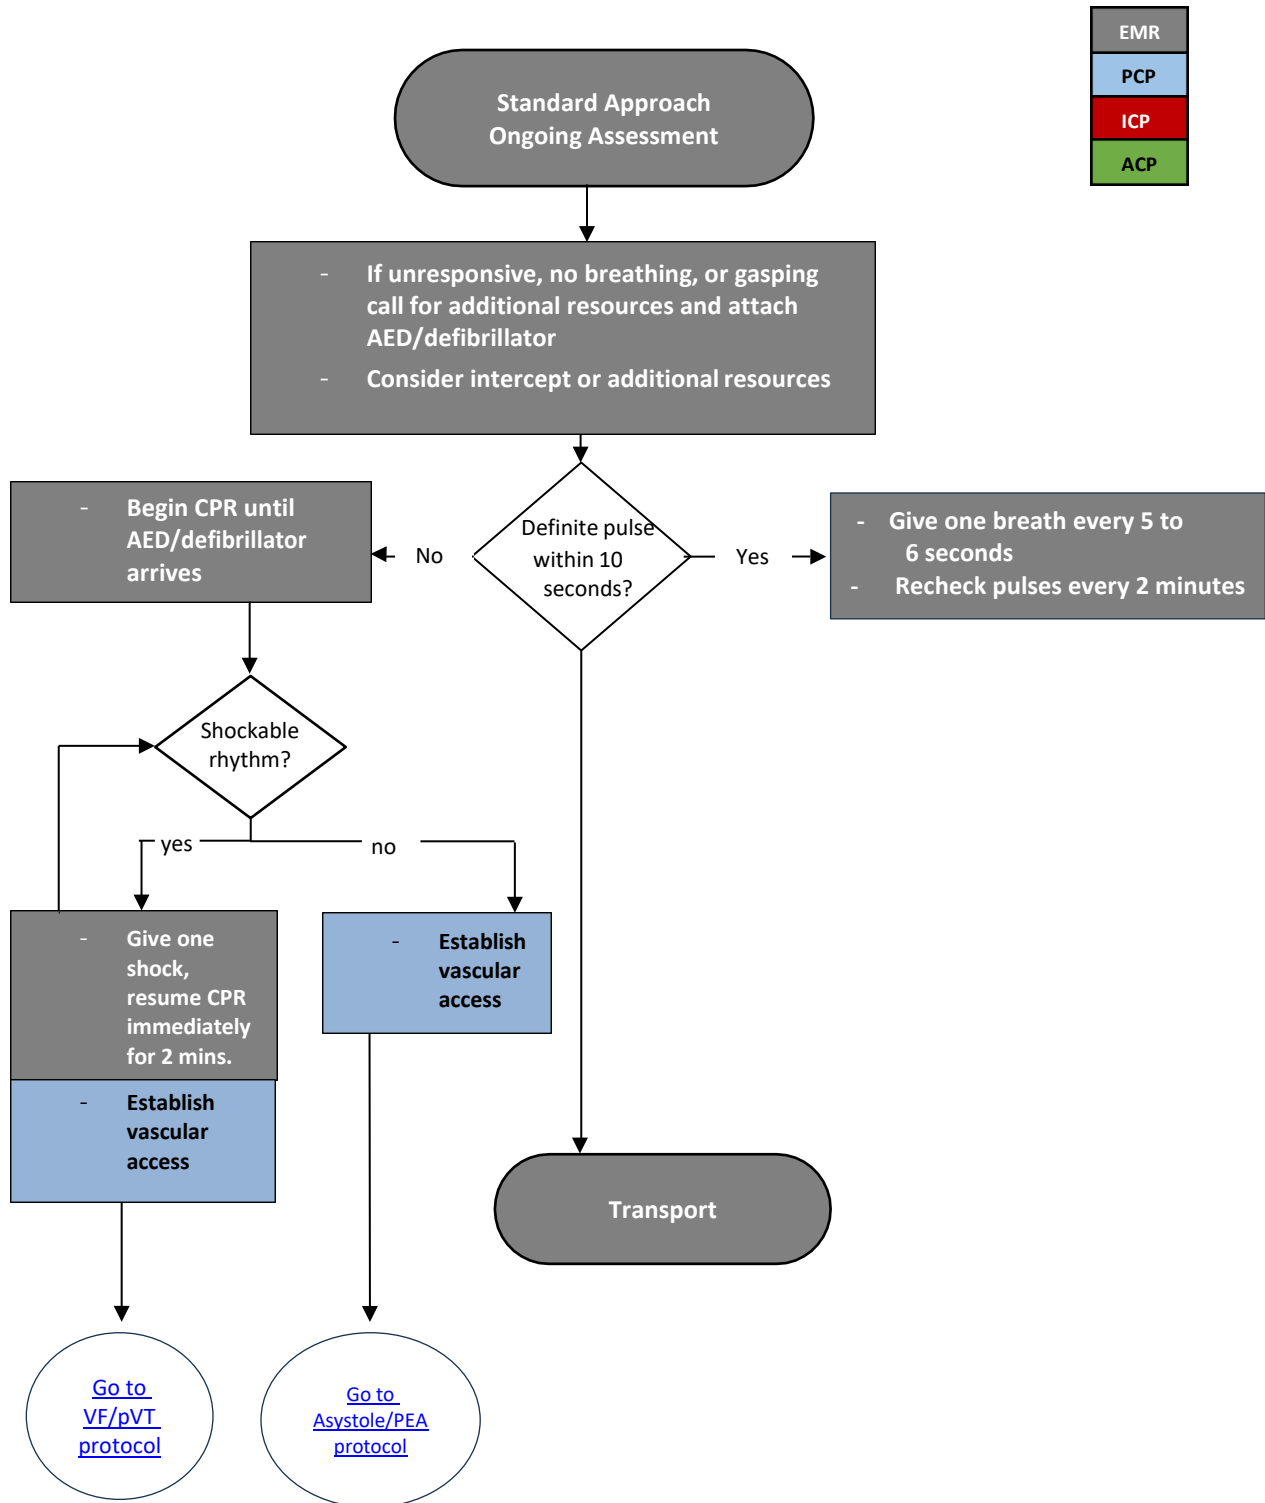 EMR
PCP
ICP
ACP
Standard Approach
Ongoing Assessment
- If unresponsive, no breathing, or gasping
call for additional resources and attach
AED/defibrillator
- Consider intercept or additional resources
Definite pulse
within 10
seconds?
No
Yes
- Begin CPR until
AED/defibrillator
arrives
- Give one breath every 5 to
6 seconds
- Recheck pulses every 2 minutes
Shockable
rhythm?
yes
no
- Give one
shock,
resume CPR
immediately
for 2 mins.
- Establish
vascular
access
- Establish
vascular
access
Transport
Go to
VF/pVT
protocol
Go to
Asystole/PEA
protocol